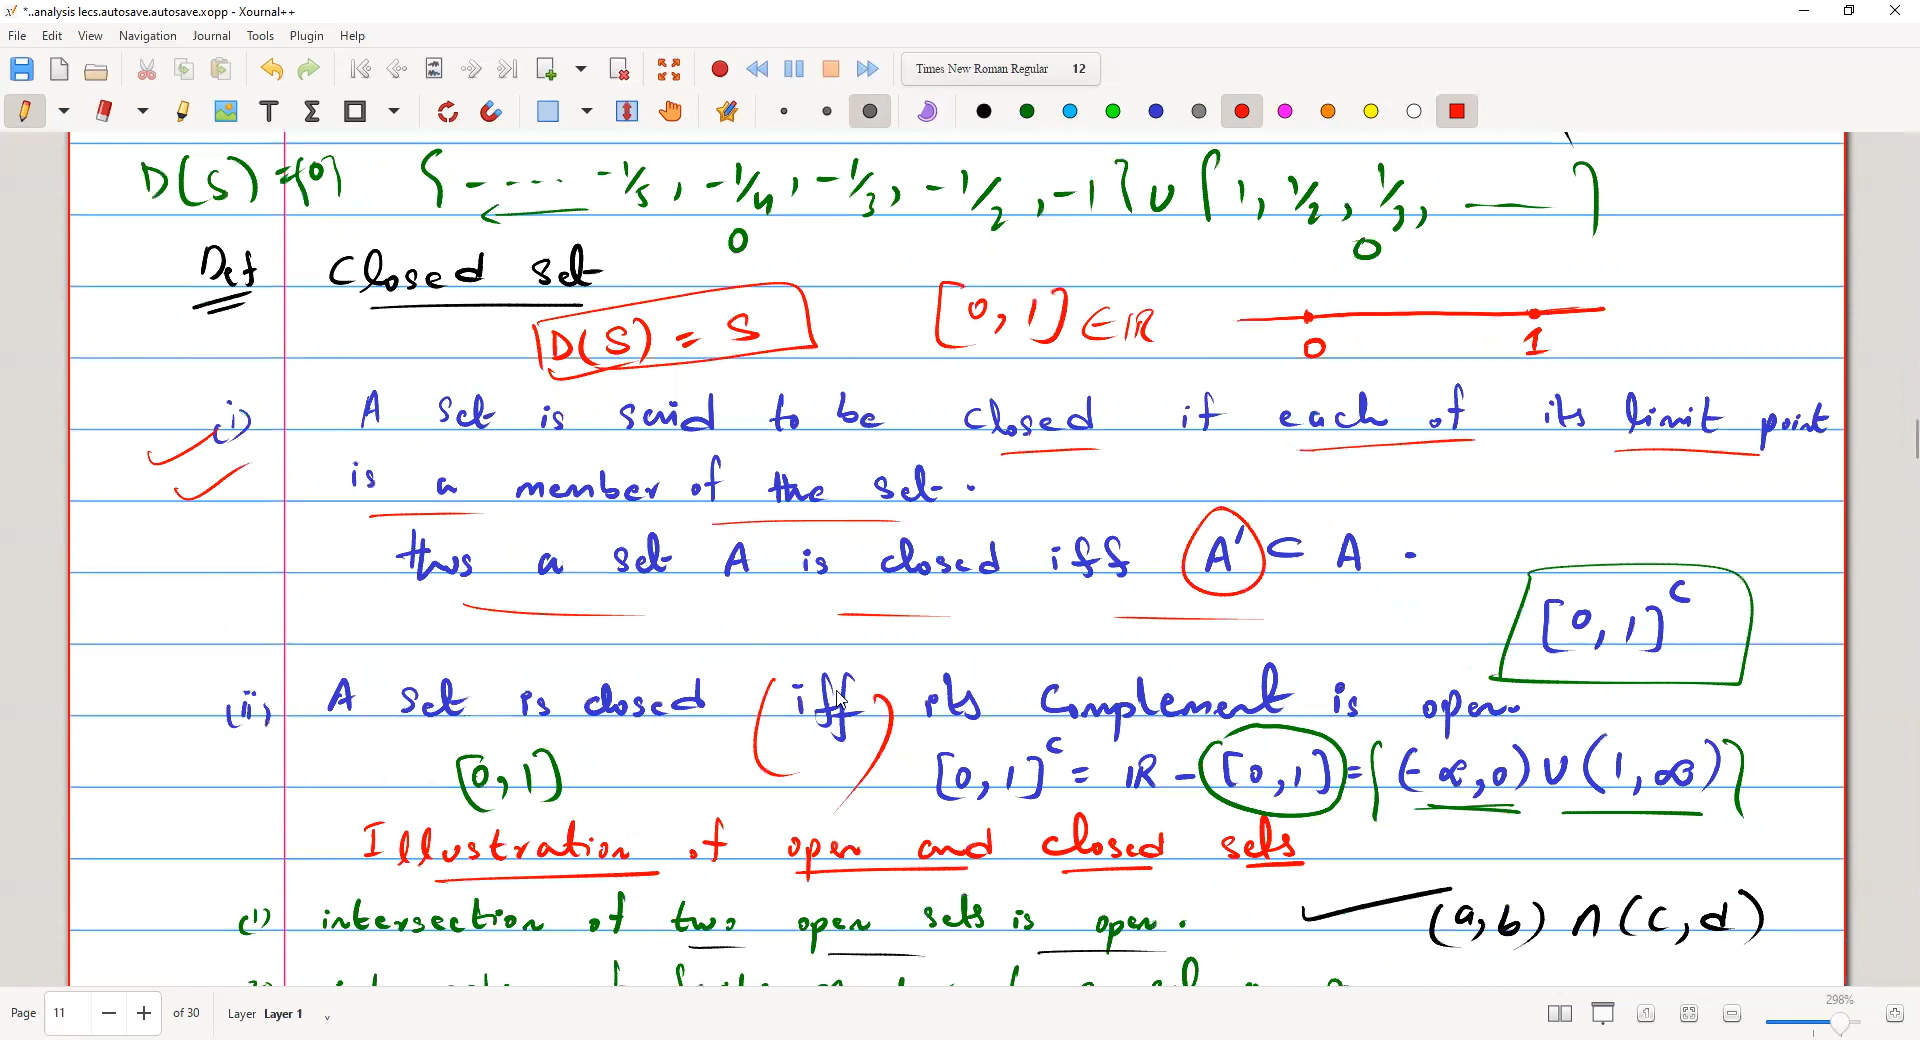 *..analysis lecs.autosave.autosave.xopp - Xournal++
File Edit View Navigation Journal Tools Plugin Help
Times New Roman Regular 12
D(S) = {0} { - .... -1/5, -1/4, -1/3, -1/2, -1 } ∪ { 1, 1/2, 1/3, — }
0 0
Def Closed set
D(S) = S [0, 1] ∈ ℝ 0 1
(i) A set is said to be closed if each of its limit point
is a member of the set.
thus a set A is closed iff A' ⊂ A .
[0, 1]^c
(ii) A set is closed (iff) its Complement is open.
[0, 1] [0, 1]^c = ℝ - [0, 1] = { (-∞, 0) ∪ (1, ∞) }
Illustration of open and closed sets
(1) intersection of two open sets is open. (a, b) ∩ (c, d)
Page 11 of 30 Layer Layer 1 298%